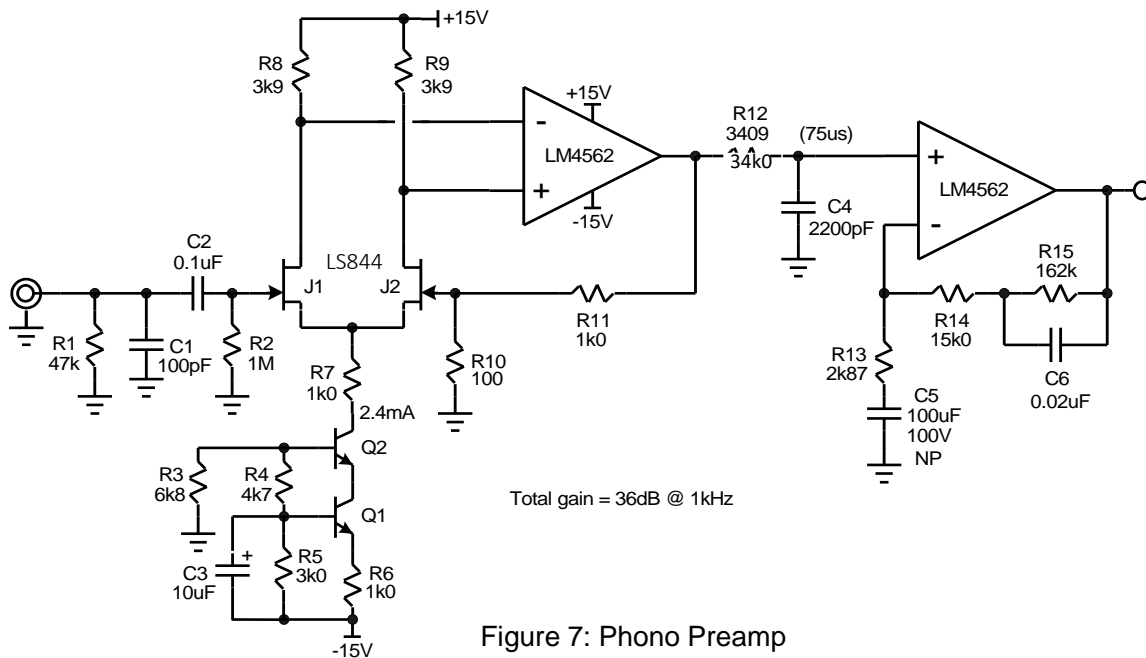 +15V
R8
3k9
R9
3k9
+15V
-
LM4562
+
-15V
R12
3409
34k0
(75us)
+
LM4562
-
C4
2200pF
C2
0.1uF
LS844
J1
J2
R15
162k
R11
1k0
R14
15k0
R1
47k
C1
100pF
R2
1M
R10
100
R7
1k0
R13
2k87
C6
0.02uF
2.4mA
C5
100uF
100V
NP
Q2
R3
6k8
R4
4k7
Total gain = 36dB @ 1kHz
Q1
+
C3
10uF
R5
3k0
R6
1k0
-15V
Figure 7: Phono Preamp